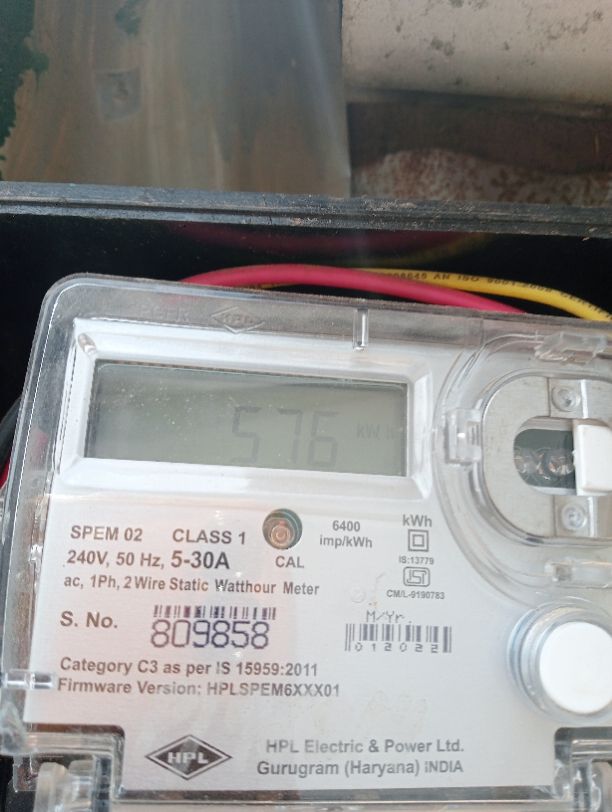 HPL
576 kWh
SPEM 02 CLASS 1
6400
imp/kWh
kWh
240V, 50 Hz, 5-30A
CAL
IS:13779
ISI
CM/L-9190783
ac, 1Ph, 2 Wire Static Watthour Meter
S. No.
809858
M/Yr.
012022
Category C3 as per IS 15959:2011
Firmware Version: HPLSPEM6XXX01
HPL
HPL Electric & Power Ltd.
Gurugram (Haryana) INDIA